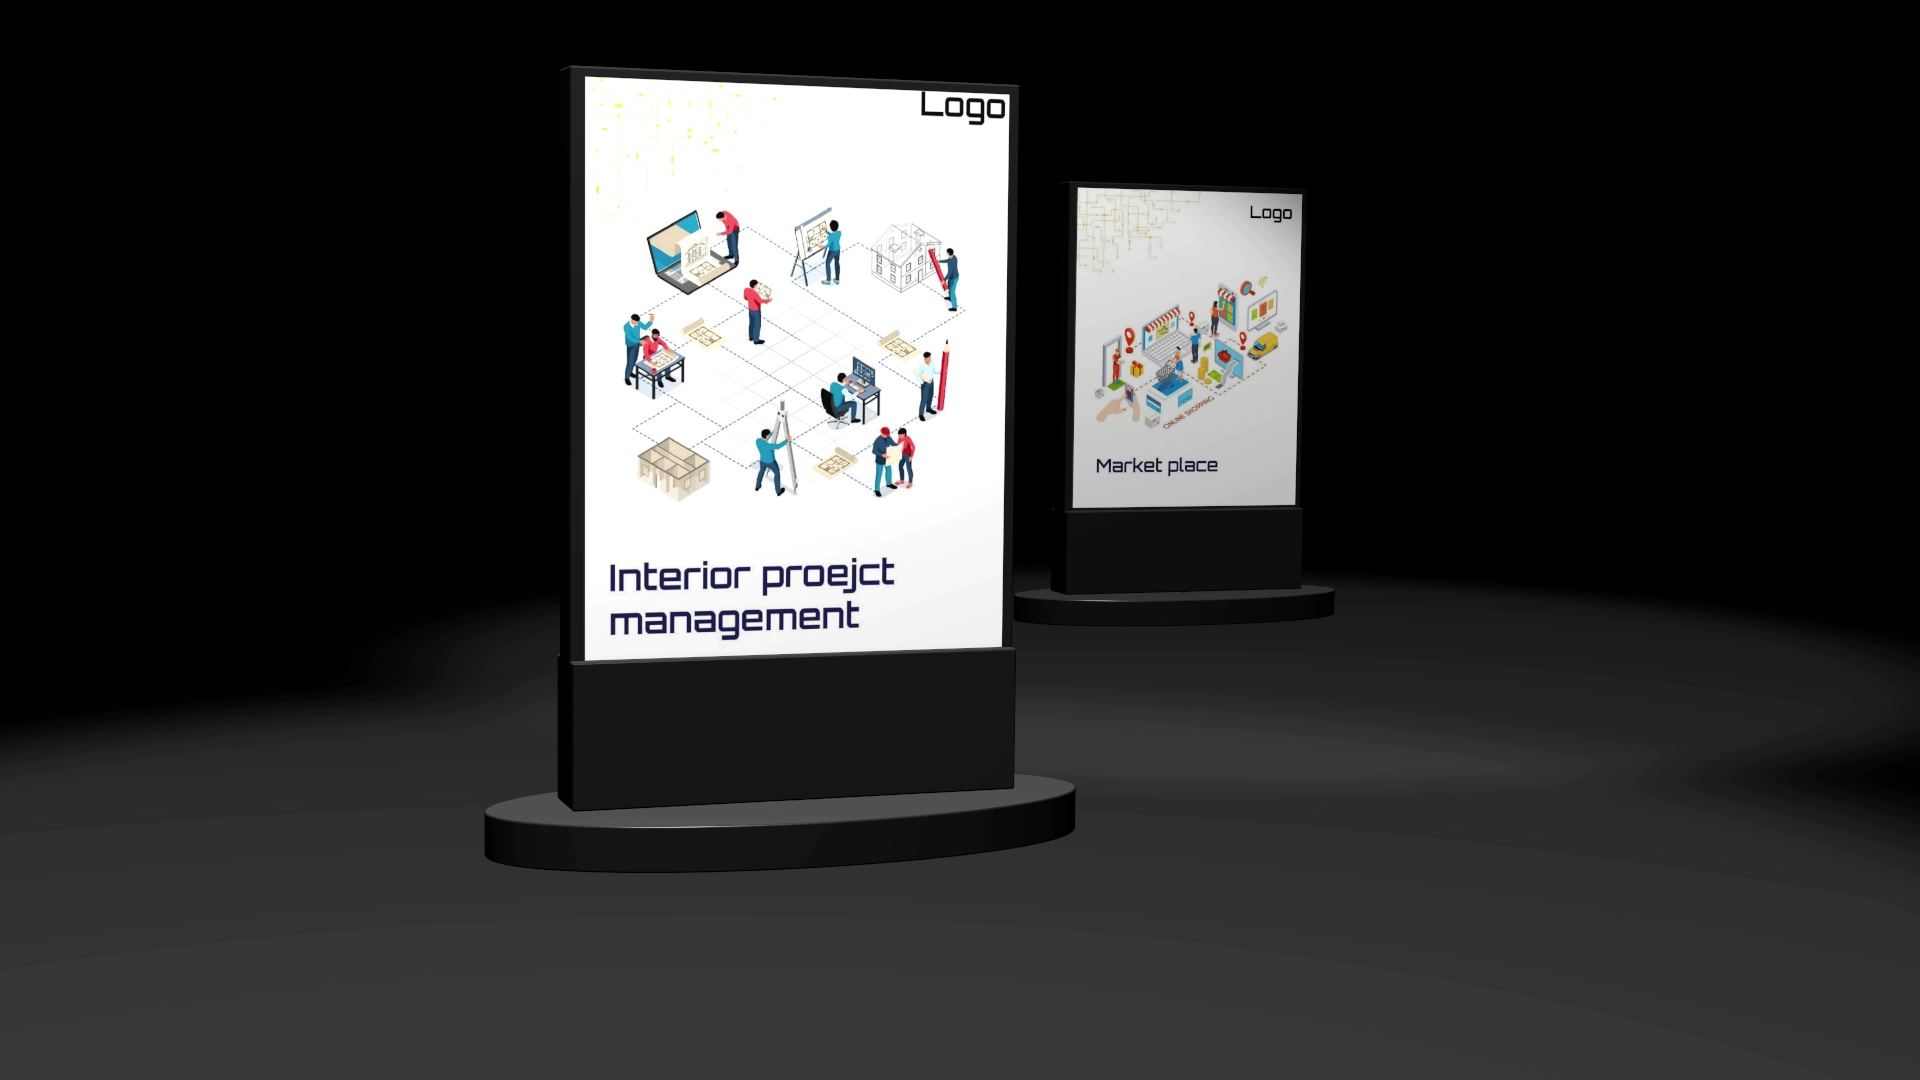 Logo
Interior proejct
management
Logo
ONLINE SHOPPING
Market place